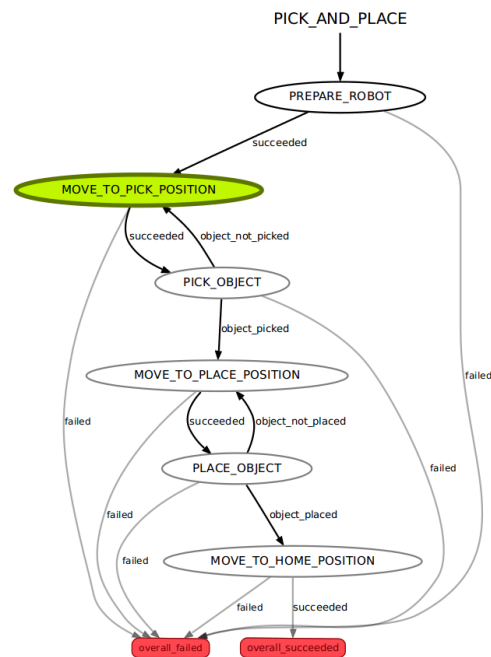 PICK_AND_PLACE
PREPARE_ROBOT
succeeded
MOVE_TO_PICK_POSITION
succeeded
object_not_picked
PICK_OBJECT
object_picked
MOVE_TO_PLACE_POSITION
failed
failed
succeeded
object_not_placed
PLACE_OBJECT
failed
failed
object_placed
failed
MOVE_TO_HOME_POSITION
failed
succeeded
overall_failed
overall_succeeded